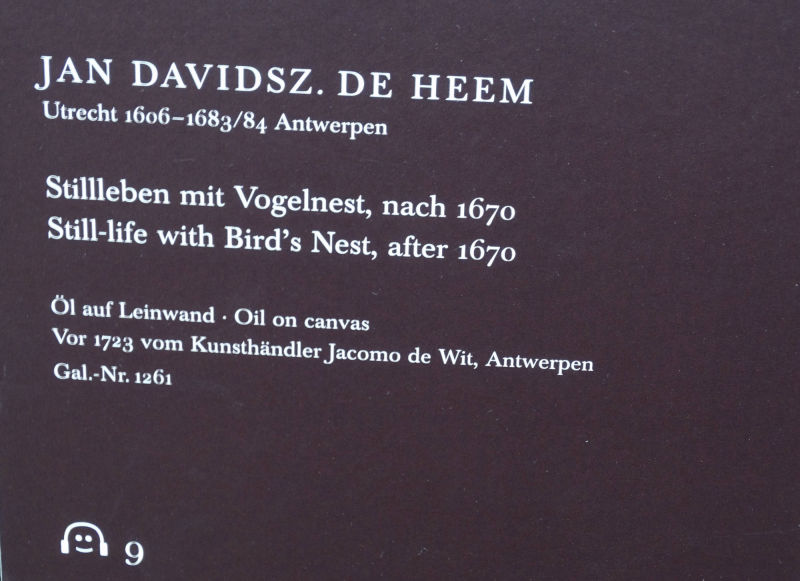 JAN DAVIDSZ. DE HEEM
Utrecht 1606–1683/84 Antwerpen
Stillleben mit Vogelnest, nach 1670
Still-life with Bird's Nest, after 1670
Öl auf Leinwand · Oil on canvas
Vor 1723 vom Kunsthändler Jacomo de Wit, Antwerpen
Gal.-Nr. 1261
9